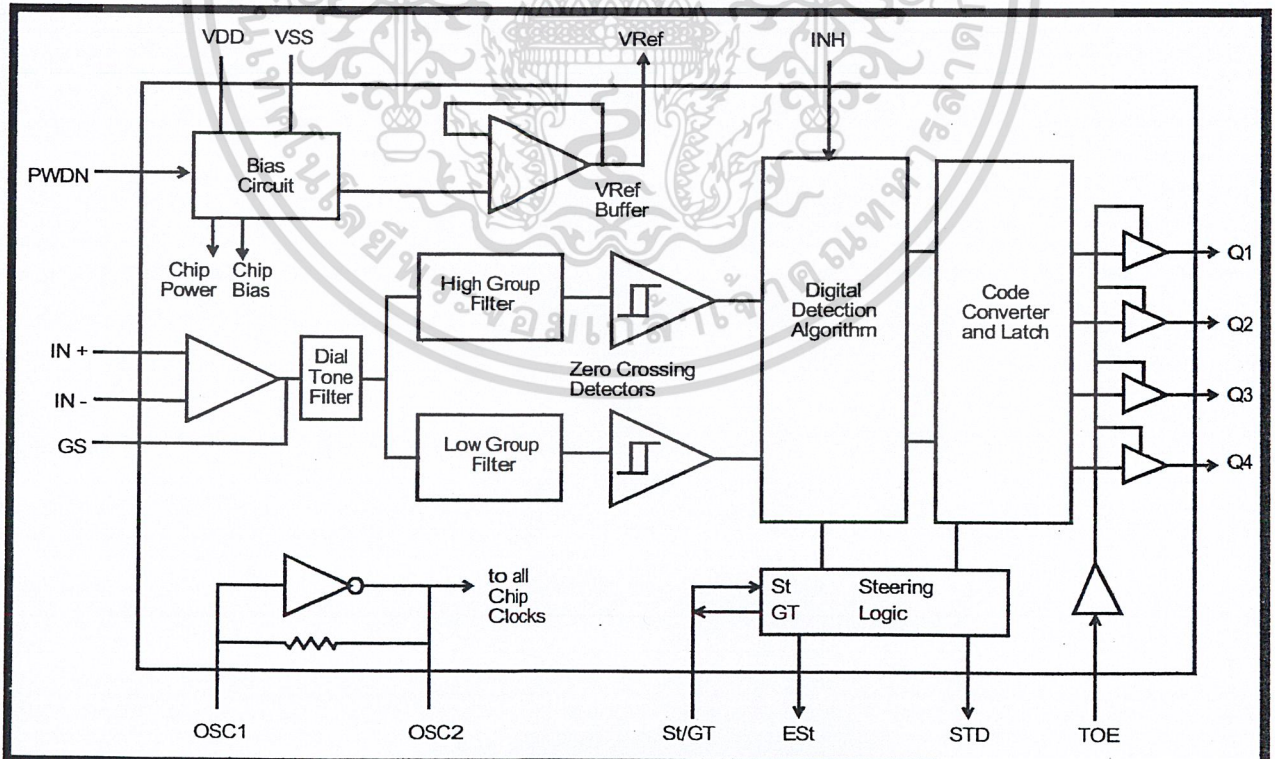 VDD VSS VRef INH
PWDN
Bias
Circuit
VRef
Buffer
Chip
Power
Chip
Bias
High Group
Filter
Digital
Detection
Algorithm
Code
Converter
and Latch
Q1
Q2
Q3
Q4
IN +
IN -
GS
Dial
Tone
Filter
Zero Crossing
Detectors
Low Group
Filter
to all
Chip
Clocks
St Steering
GT Logic
OSC1 OSC2 St/GT ESt STD TOE